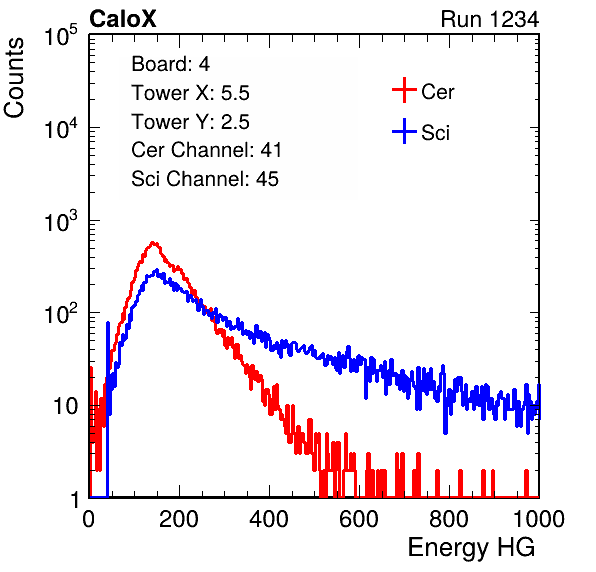 CaloX Run 1234
Counts
Board: 4
Tower X: 5.5
Tower Y: 2.5
Cer Channel: 41
Sci Channel: 45
Cer
Sci
10^5
10^4
10^3
10^2
10
1
0 200 400 600 800 1000
Energy HG